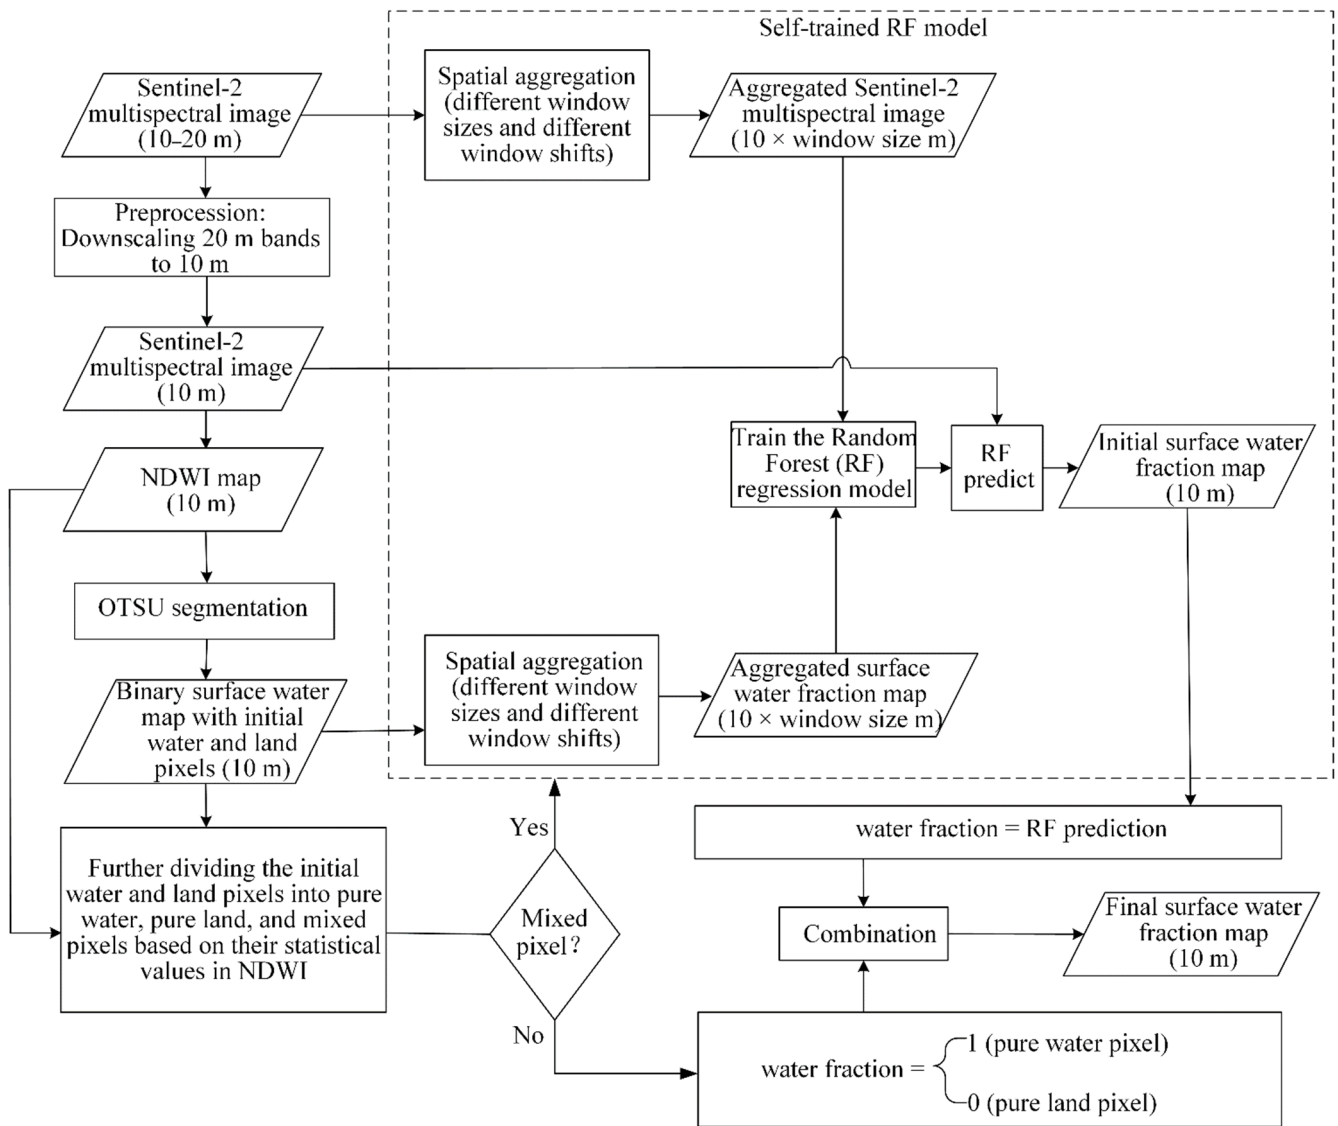 Self-trained RF model
Sentinel-2
multispectral image
(10–20 m)
Spatial aggregation
(different window
sizes and different
window shifts)
Aggregated Sentinel-2
multispectral image
(10 × window size m)
Preprocession:
Downscaling 20 m bands
to 10 m
Sentinel-2
multispectral image
(10 m)
Train the Random
Forest (RF)
regression model
RF
predict
Initial surface water
fraction map
(10 m)
NDWI map
(10 m)
OTSU segmentation
Binary surface water
map with initial
water and land
pixels (10 m)
Spatial aggregation
(different window
sizes and different
window shifts)
Aggregated surface
water fraction map
(10 × window size m)
Yes
water fraction = RF prediction
Further dividing the initial
water and land pixels into pure
water, pure land, and mixed
pixels based on their statistical
values in NDWI
Mixed
pixel?
Combination
Final surface water
fraction map
(10 m)
No
water fraction =
1 (pure water pixel)
0 (pure land pixel)